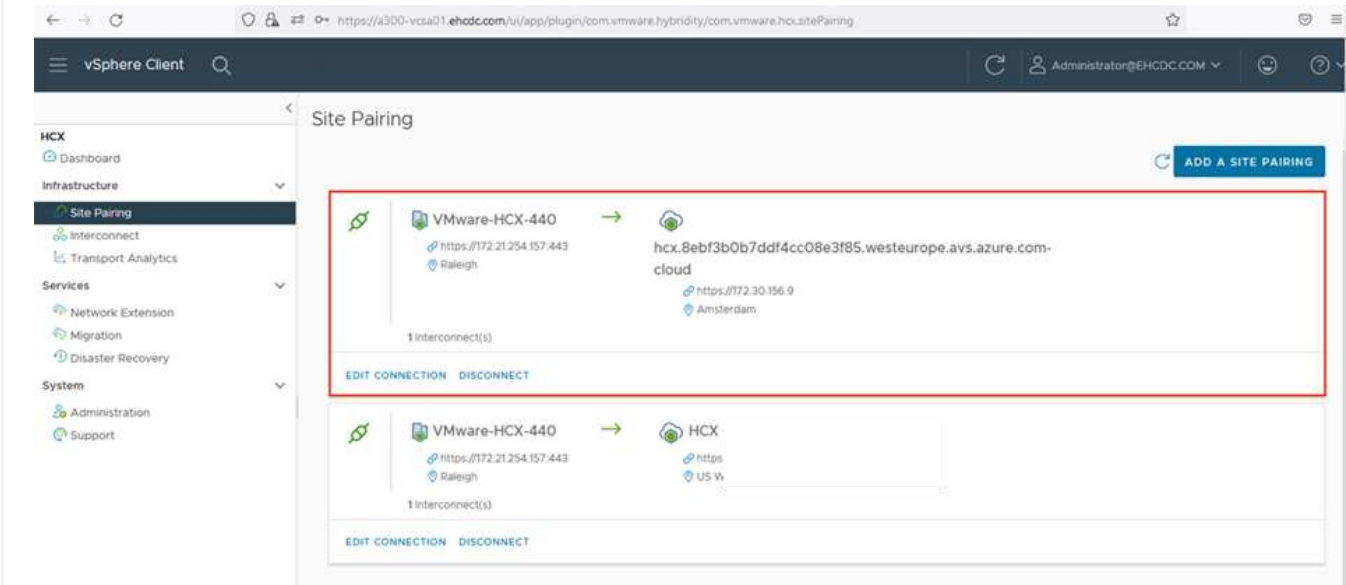 https://a300-vcsa01.ehcdc.com/ui/app/plugin/com.vmware.hybridity/com.vmware.hcx.sitePairing
vSphere Client
Administrator@EHCDC.COM
Site Pairing
HCX
Dashboard
ADD A SITE PAIRING
Infrastructure
Site Pairing
Interconnect
Transport Analytics
Services
Network Extension
Migration
Disaster Recovery
System
Administration
Support
VMware-HCX-440
https://172.21.254.157:443
Raleigh
hcx.8ebf3b0b7ddf4cc08e3f85.westeurope.avs.azure.com-
cloud
https://172.30.156.9
Amsterdam
1 Interconnect(s)
EDIT CONNECTION DISCONNECT
VMware-HCX-440
https://172.21.254.157:443
Raleigh
HCX
https
US W
1 Interconnect(s)
EDIT CONNECTION DISCONNECT